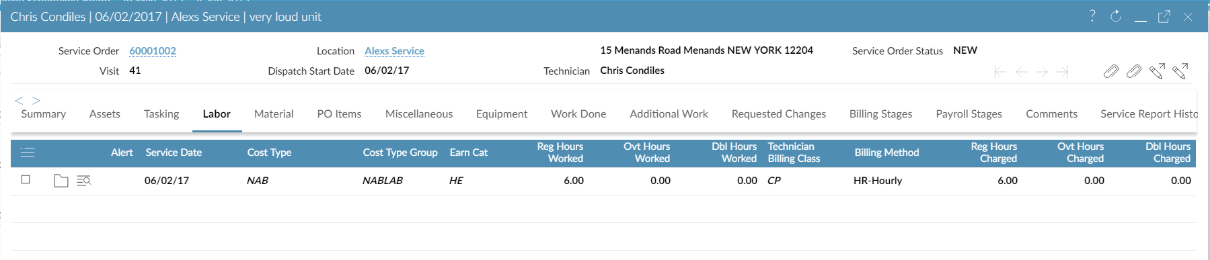 Chris Condiles | 06/02/2017 | Alexs Service | very loud unit ?
Service Order 60001002 Location Alexs Service 15 Menands Road Menands NEW YORK 12204 Service Order Status NEW
Visit 41 Dispatch Start Date 06/02/17 Technician Chris Condiles
Summary Assets Tasking Labor Material PO Items Miscellaneous Equipment Work Done Additional Work Requested Changes Billing Stages Payroll Stages Comments Service Report Histo
Alert Service Date Cost Type Cost Type Group Earn Cat Reg Hours Worked Ovt Hours Worked Dbl Hours Worked Technician Billing Class Billing Method Reg Hours Charged Ovt Hours Charged Dbl Hours Charged
06/02/17 NAB NABLAB HE 6.00 0.00 0.00 CP HR-Hourly 6.00 0.00 0.00